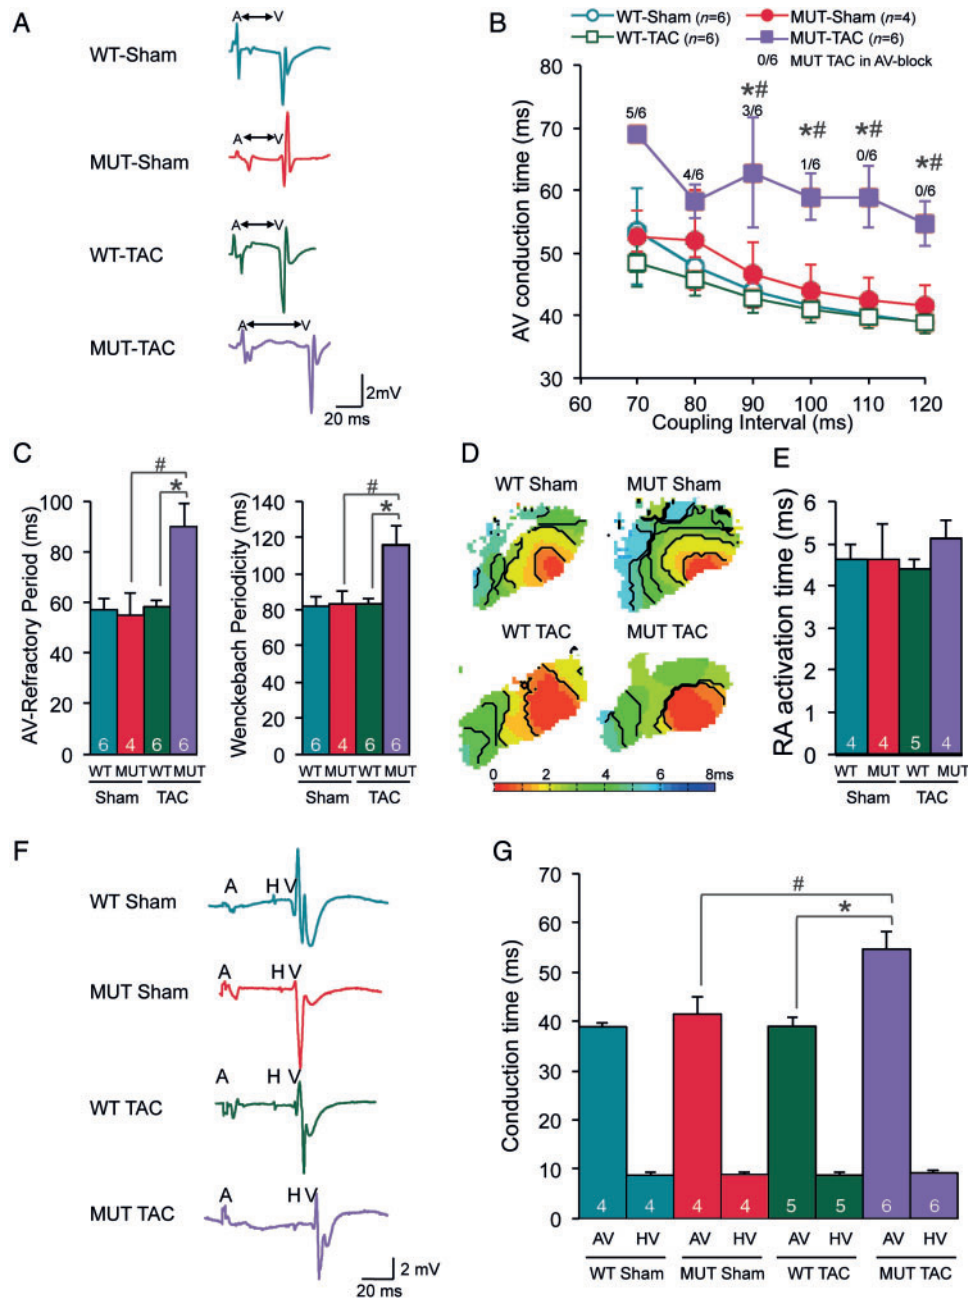 A
A V
WT-Sham
A V
MUT-Sham
A V
WT-TAC
A V
MUT-TAC
2mV
20 ms
B
WT-Sham (n=6) MUT-Sham (n=4)
WT-TAC (n=6) MUT-TAC (n=6)
0/6 MUT TAC in AV-block
AV conduction time (ms)
80
70
60
50
40
30
5/6 4/6 3/6 1/6 0/6 0/6
*# *# *# *#
60 70 80 90 100 110 120
Coupling Interval (ms)
C
AV-Refractory Period (ms)
100
80
60
40
20
0
#
*
6 4 6 6
WT MUT WT MUT
Sham TAC
Wenckebach Periodicity (ms)
140
120
100
80
60
40
20
0
#
*
6 4 6 6
WT MUT WT MUT
Sham TAC
D
WT Sham MUT Sham
WT TAC MUT TAC
0 2 4 6 8ms
E
RA activation time (ms)
6
5
4
3
2
1
0
4 4 5 4
WT MUT WT MUT
Sham TAC
F
A H V
WT Sham
A H V
MUT Sham
A H V
WT TAC
A H V
MUT TAC
2 mV
20 ms
G
Conduction time (ms)
70
60
50
40
30
20
10
0
#
*
4 4 4 4 5 5 6 6
AV HV AV HV AV HV AV HV
WT Sham MUT Sham WT TAC MUT TAC